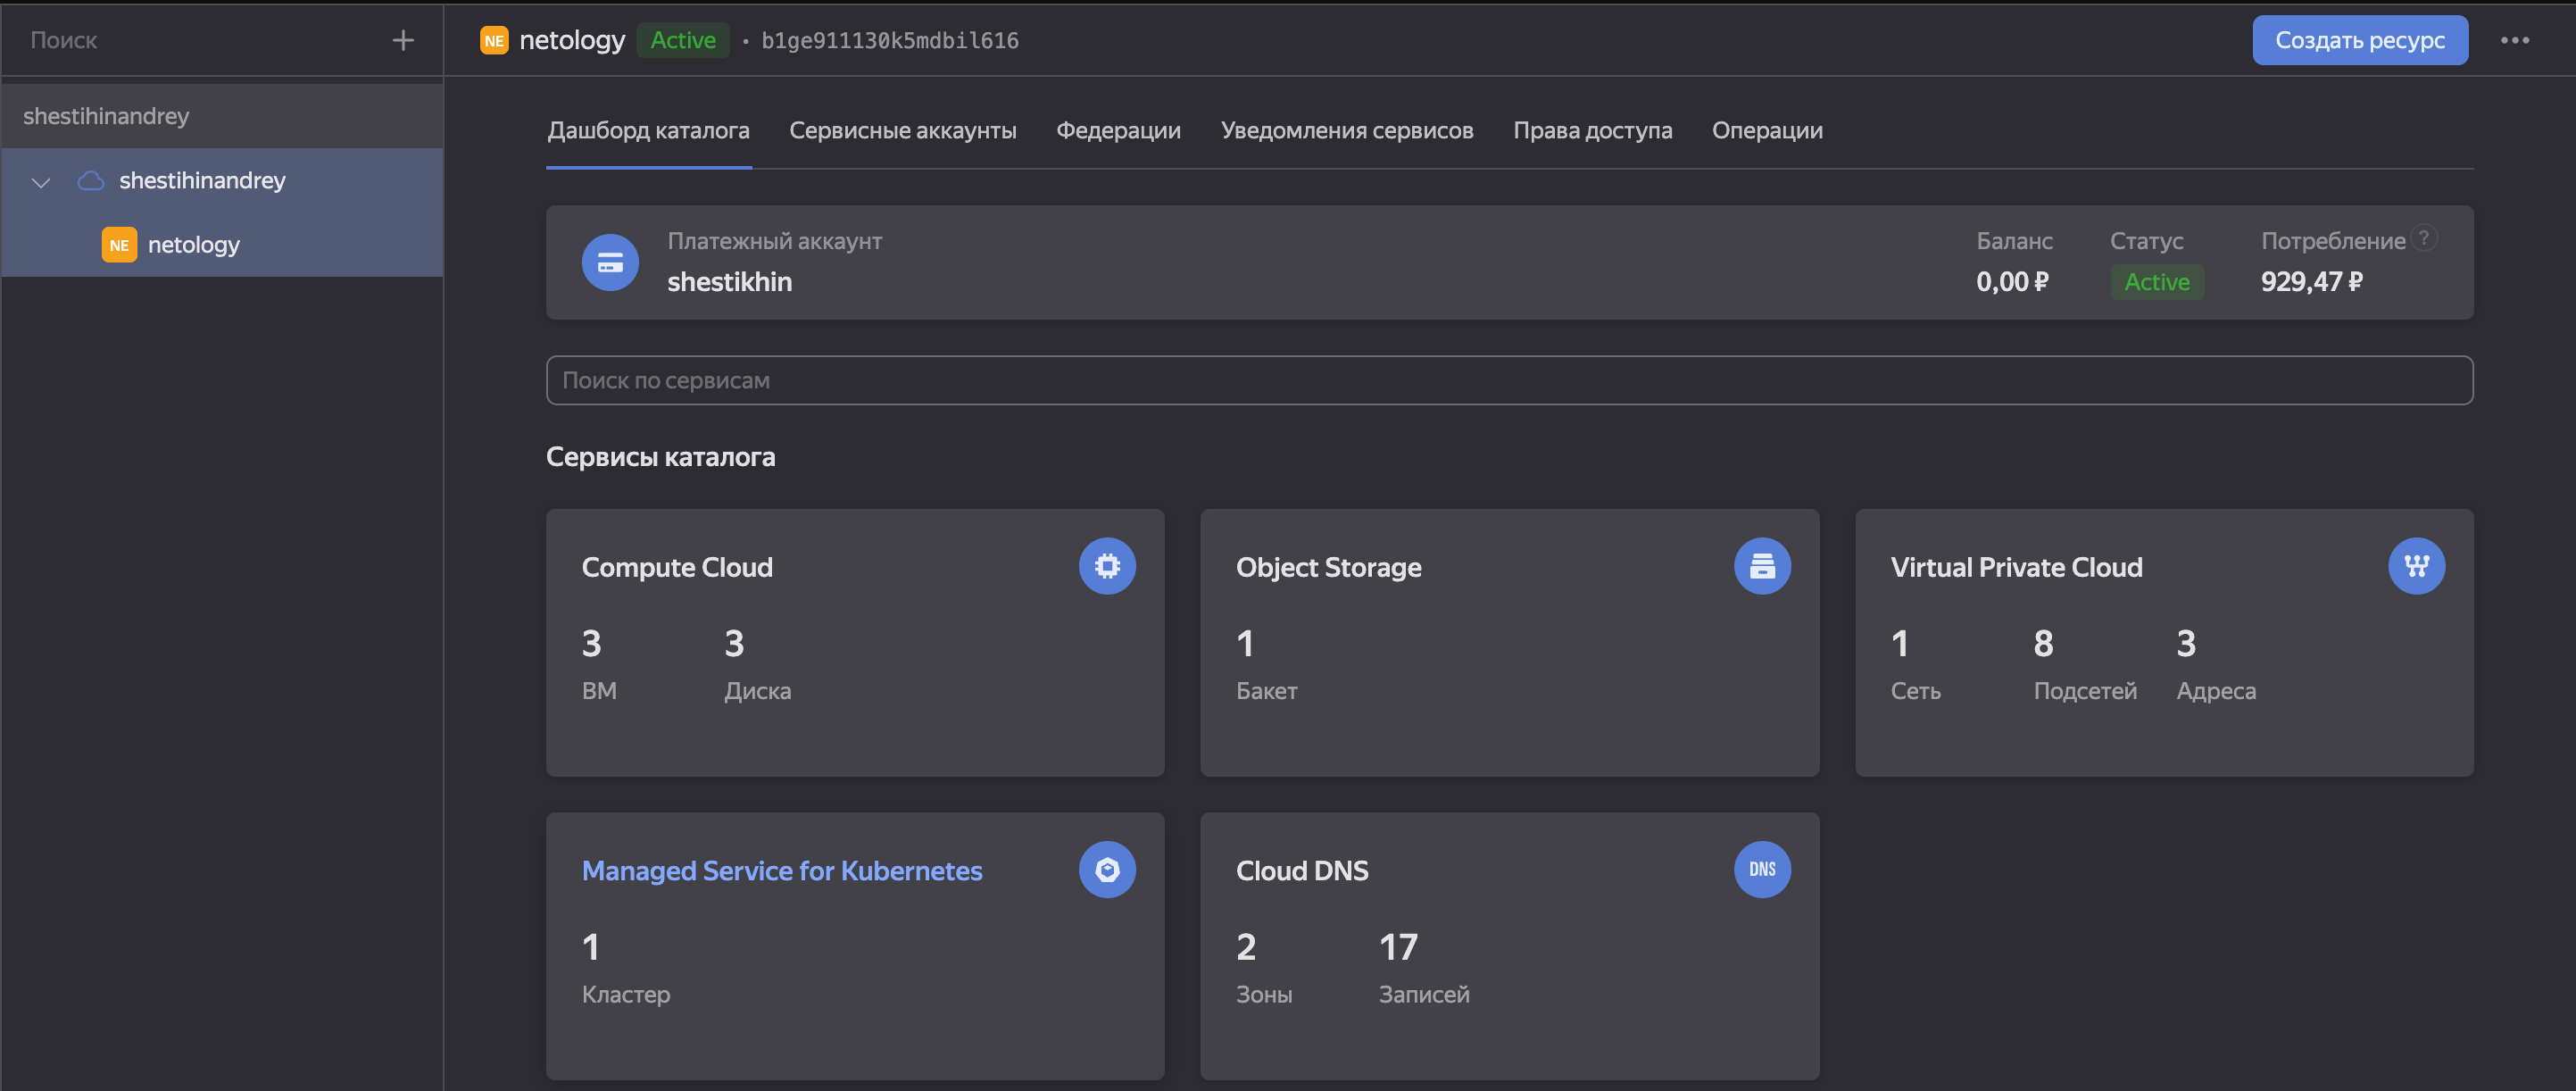 Поиск
shestihinandrey
shestihinandrey
NE netology
NE netology Active • b1ge911130k5mdbil616
Создать ресурс
Дашборд каталога Сервисные аккаунты Федерации Уведомления сервисов Права доступа Операции
Платежный аккаунт
shestikhin
Баланс
0,00 ₽
Статус
Active
Потребление ?
929,47 ₽
Поиск по сервисам
Сервисы каталога
Compute Cloud
3 3
ВМ Диска
Object Storage
1
Бакет
Virtual Private Cloud
1 8 3
Сеть Подсетей Адреса
Managed Service for Kubernetes
1
Кластер
Cloud DNS
DNS
2 17
Зоны Записей